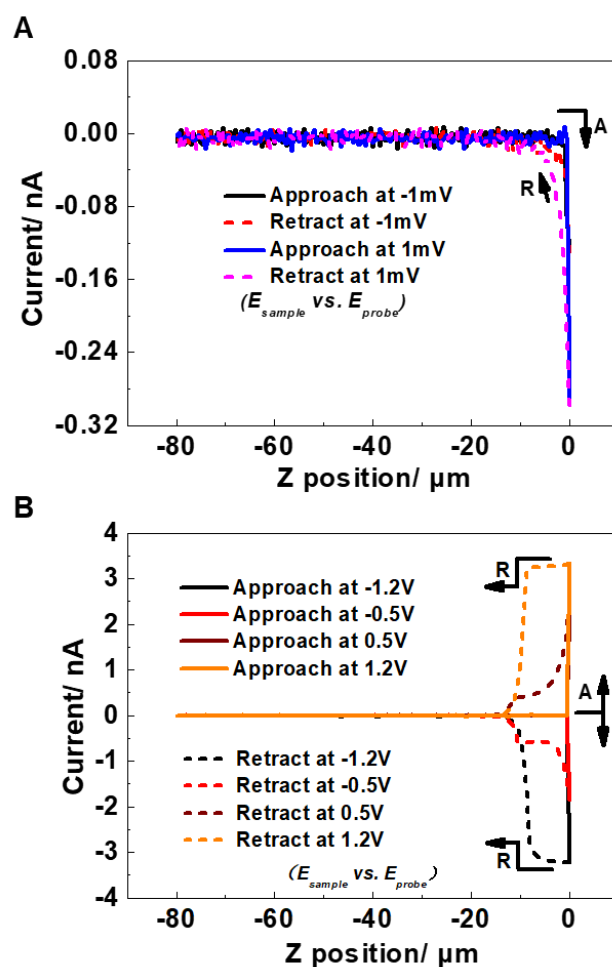 A
0.08
0.00
-0.08
-0.16
-0.24
-0.32
Current/ nA
A
R
Approach at -1mV
Retract at -1mV
Approach at 1mV
Retract at 1mV
(E_sample vs. E_probe)
-80
-60
-40
-20
0
Z position/ µm
B
4
3
2
1
0
-1
-2
-3
-4
Current/ nA
R
Approach at -1.2V
Approach at -0.5V
Approach at 0.5V
Approach at 1.2V
A
Retract at -1.2V
Retract at -0.5V
Retract at 0.5V
Retract at 1.2V
R
(E_sample vs. E_probe)
-80
-60
-40
-20
0
Z position/ µm